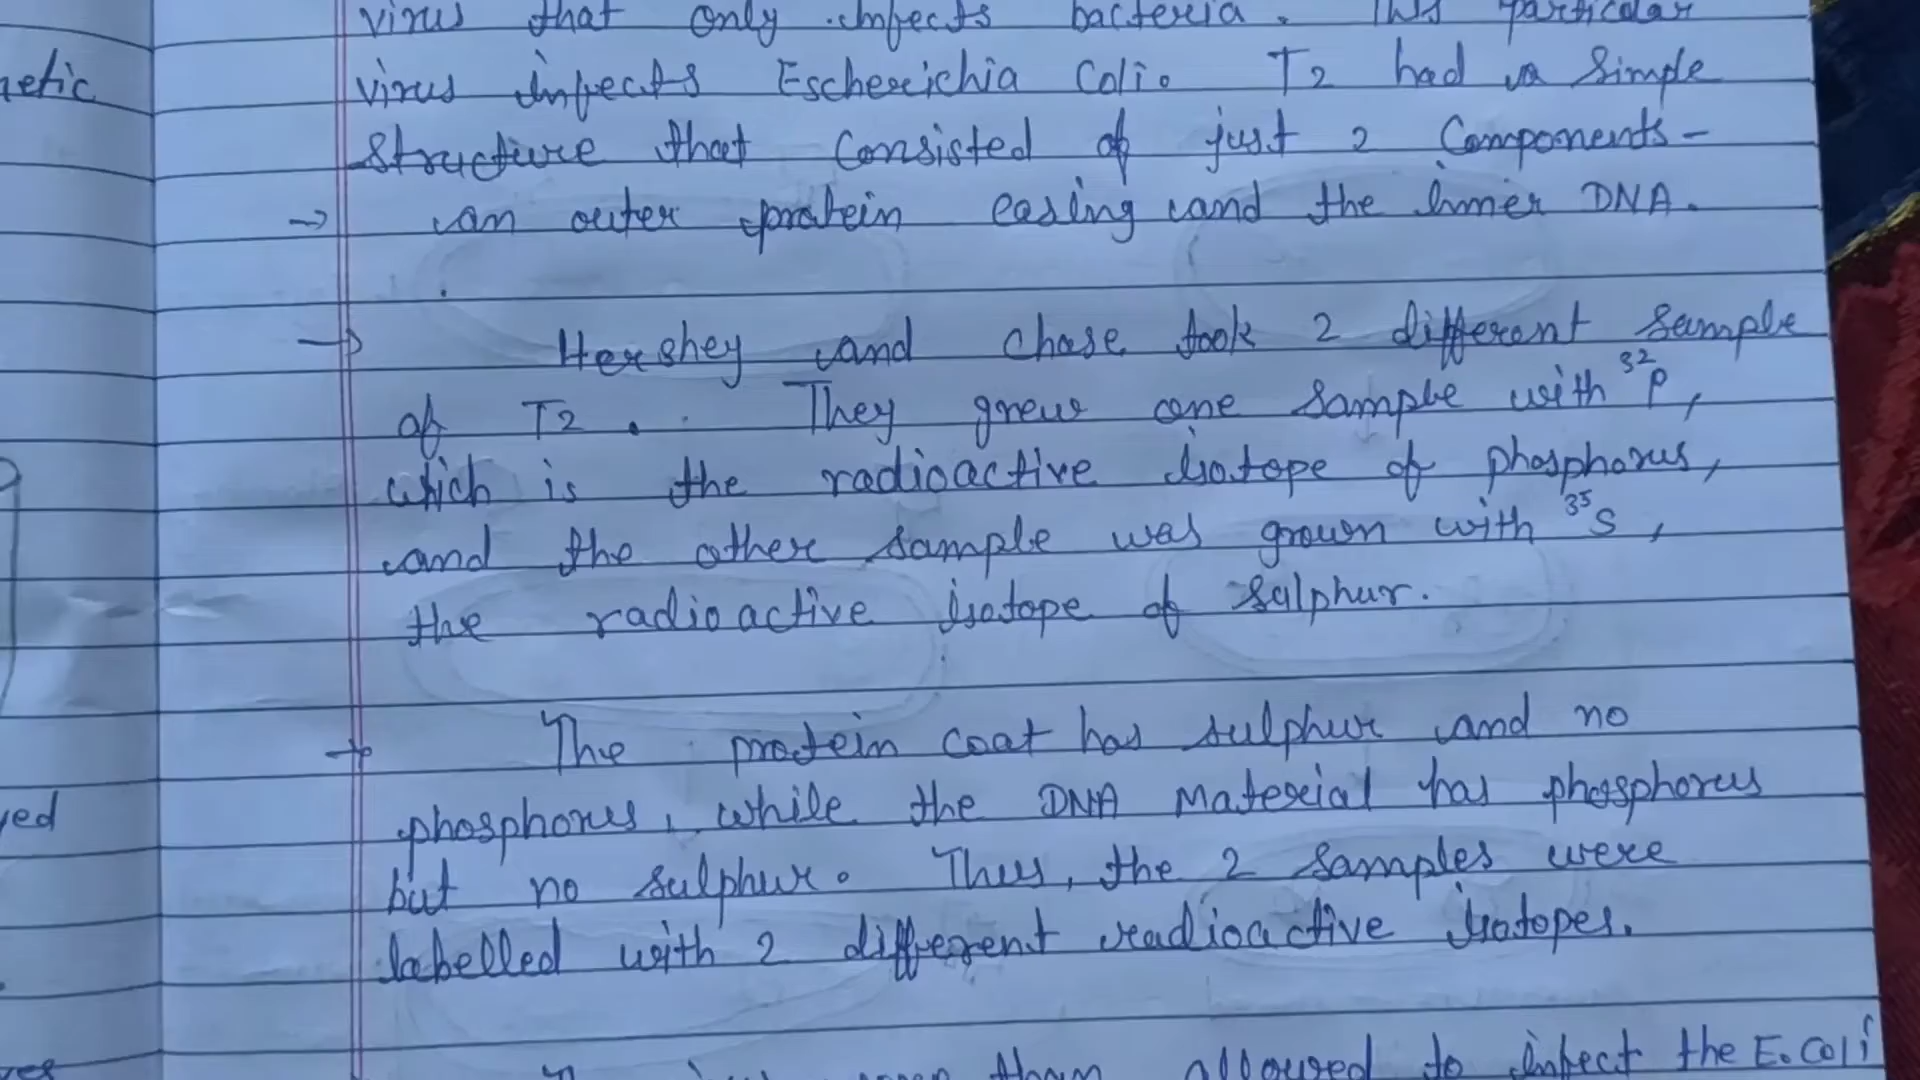 virus that only infects bacteria. This particular
netic
virus infects Escherichia Coli. T2 had a simple
structure that consisted of just 2 Components-
→ an outer protein casing and the inner DNA.
→ Hershey and chase took 2 different sample
of T2. They grew one sample with ³²P,
which is the radioactive isotope of phosphorus,
and the other sample was grown with ³⁵S,
the radioactive isotope of sulphur.
→ The protein coat has sulphur and no
yed
phosphorus, while the DNA Material has phosphorus
but no sulphur. Thus, the 2 samples were
labelled with 2 different radioactive isotopes.
allowed to infect the E. Coli